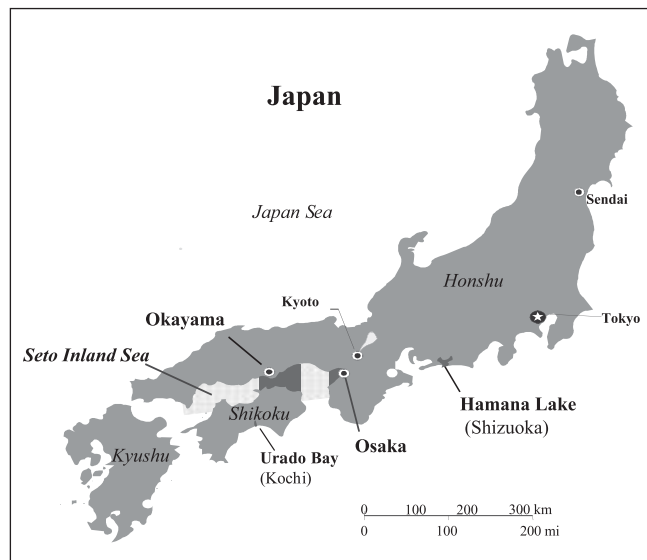 Japan
Sendai
Japan Sea
Honshu
Kyoto
Okayama
Tokyo
Seto Inland Sea
Hamana Lake
(Shizuoka)
Shikoku
Osaka
Kyushu
Urado Bay
(Kochi)
0 100 200 300 km
0 100 200 mi